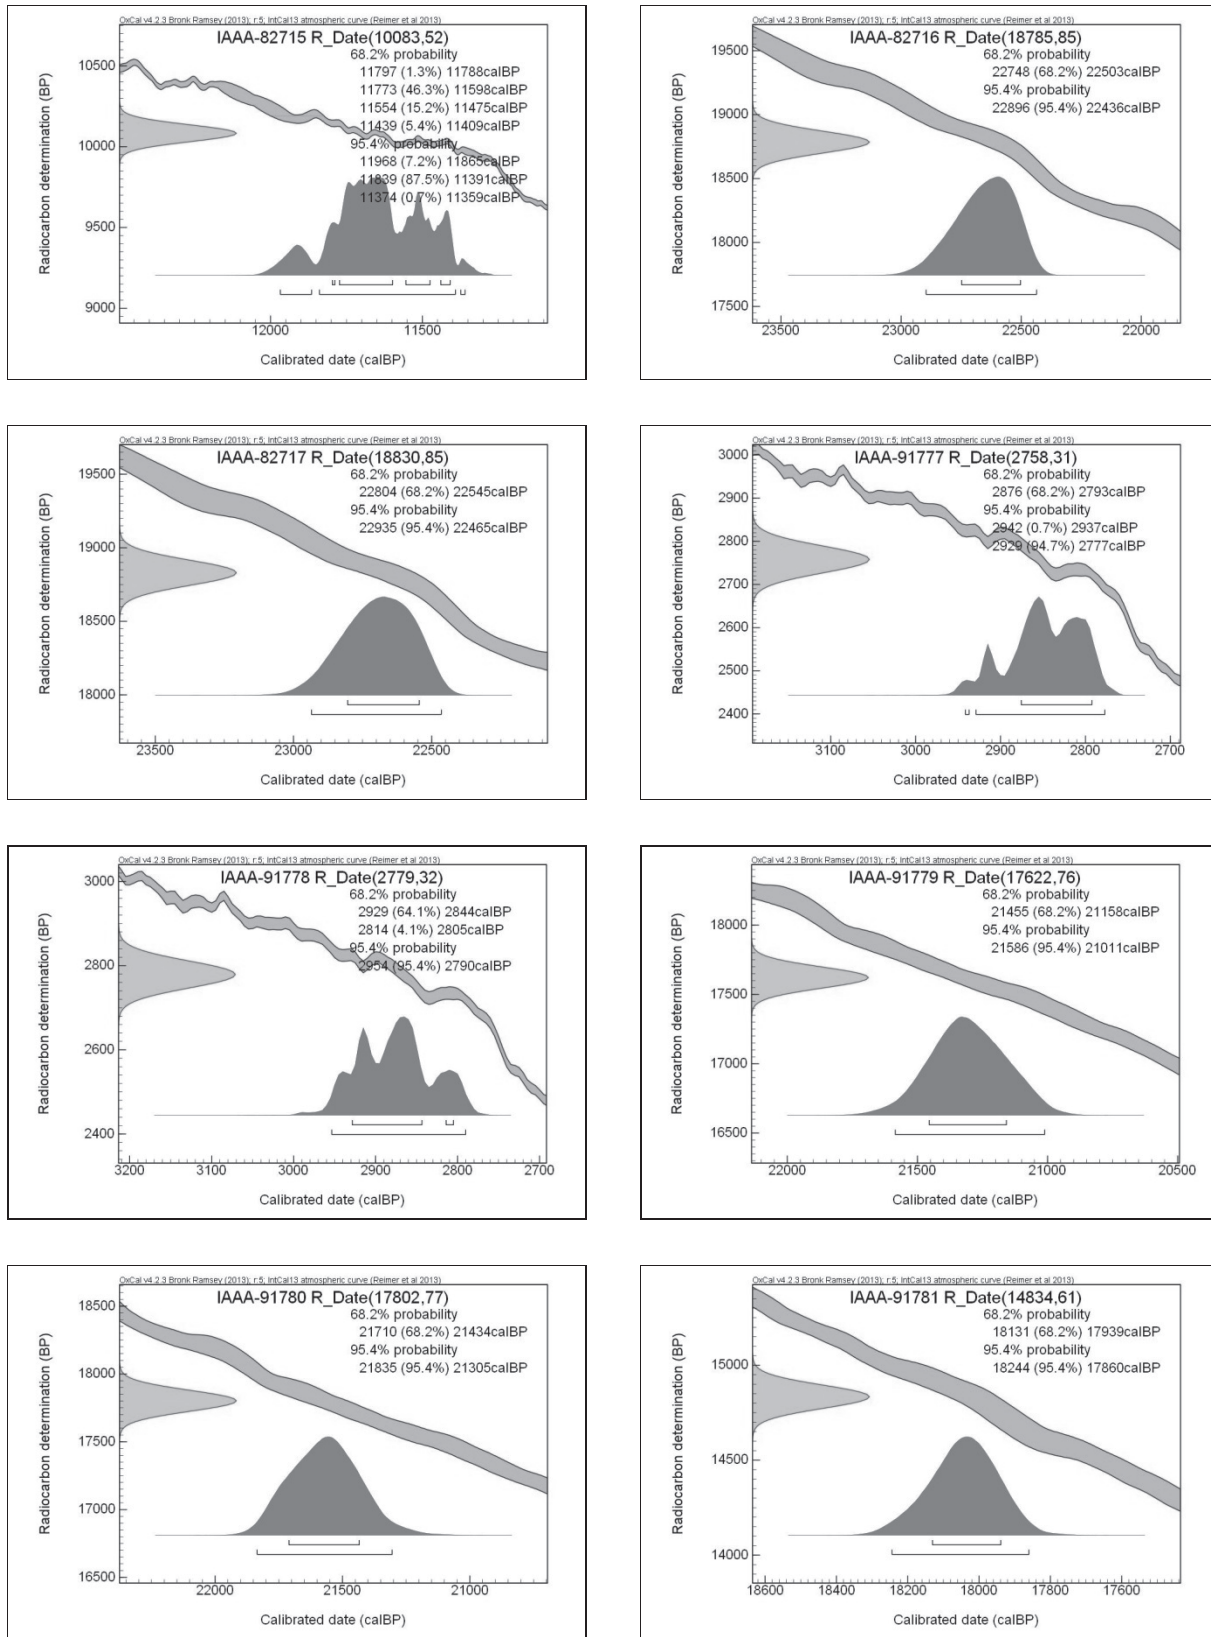 OxCal v4.2.3 Bronk Ramsey (2013); r:5; IntCal13 atmospheric curve (Reimer et al 2013)
IAAA-82715 R_Date(10083,52)
68.2% probability
11797 (1.3%) 11788calBP
11773 (46.3%) 11598calBP
11554 (15.2%) 11475calBP
11439 (5.4%) 11409calBP
95.4% probability
11968 (7.2%) 11865calBP
11839 (87.5%) 11391calBP
11374 (0.7%) 11359calBP
Radiocarbon determination (BP)
10500
10000
9500
9000
12000 11500
Calibrated date (calBP)
OxCal v4.2.3 Bronk Ramsey (2013); r:5; IntCal13 atmospheric curve (Reimer et al 2013)
IAAA-82716 R_Date(18785,85)
68.2% probability
22748 (68.2%) 22503calBP
95.4% probability
22896 (95.4%) 22436calBP
Radiocarbon determination (BP)
19500
19000
18500
18000
17500
23500 23000 22500 22000
Calibrated date (calBP)
OxCal v4.2.3 Bronk Ramsey (2013); r:5; IntCal13 atmospheric curve (Reimer et al 2013)
IAAA-82717 R_Date(18830,85)
68.2% probability
22804 (68.2%) 22545calBP
95.4% probability
22935 (95.4%) 22465calBP
Radiocarbon determination (BP)
19500
19000
18500
18000
23500 23000 22500
Calibrated date (calBP)
OxCal v4.2.3 Bronk Ramsey (2013); r:5; IntCal13 atmospheric curve (Reimer et al 2013)
IAAA-91777 R_Date(2758,31)
68.2% probability
2876 (68.2%) 2793calBP
95.4% probability
2942 (0.7%) 2937calBP
2929 (94.7%) 2777calBP
Radiocarbon determination (BP)
3000
2900
2800
2700
2600
2500
2400
3100 3000 2900 2800 2700
Calibrated date (calBP)
OxCal v4.2.3 Bronk Ramsey (2013); r:5; IntCal13 atmospheric curve (Reimer et al 2013)
IAAA-91778 R_Date(2779,32)
68.2% probability
2929 (64.1%) 2844calBP
2814 (4.1%) 2805calBP
95.4% probability
2954 (95.4%) 2790calBP
Radiocarbon determination (BP)
3000
2800
2600
2400
3200 3100 3000 2900 2800 2700
Calibrated date (calBP)
OxCal v4.2.3 Bronk Ramsey (2013); r:5; IntCal13 atmospheric curve (Reimer et al 2013)
IAAA-91779 R_Date(17622,76)
68.2% probability
21455 (68.2%) 21158calBP
95.4% probability
21586 (95.4%) 21011calBP
Radiocarbon determination (BP)
18000
17500
17000
16500
22000 21500 21000 20500
Calibrated date (calBP)
OxCal v4.2.3 Bronk Ramsey (2013); r:5; IntCal13 atmospheric curve (Reimer et al 2013)
IAAA-91780 R_Date(17802,77)
68.2% probability
21710 (68.2%) 21434calBP
95.4% probability
21835 (95.4%) 21305calBP
Radiocarbon determination (BP)
18500
18000
17500
17000
16500
22000 21500 21000
Calibrated date (calBP)
OxCal v4.2.3 Bronk Ramsey (2013); r:5; IntCal13 atmospheric curve (Reimer et al 2013)
IAAA-91781 R_Date(14834,61)
68.2% probability
18131 (68.2%) 17939calBP
95.4% probability
18244 (95.4%) 17860calBP
Radiocarbon determination (BP)
15000
14500
14000
18600 18400 18200 18000 17800 17600
Calibrated date (calBP)